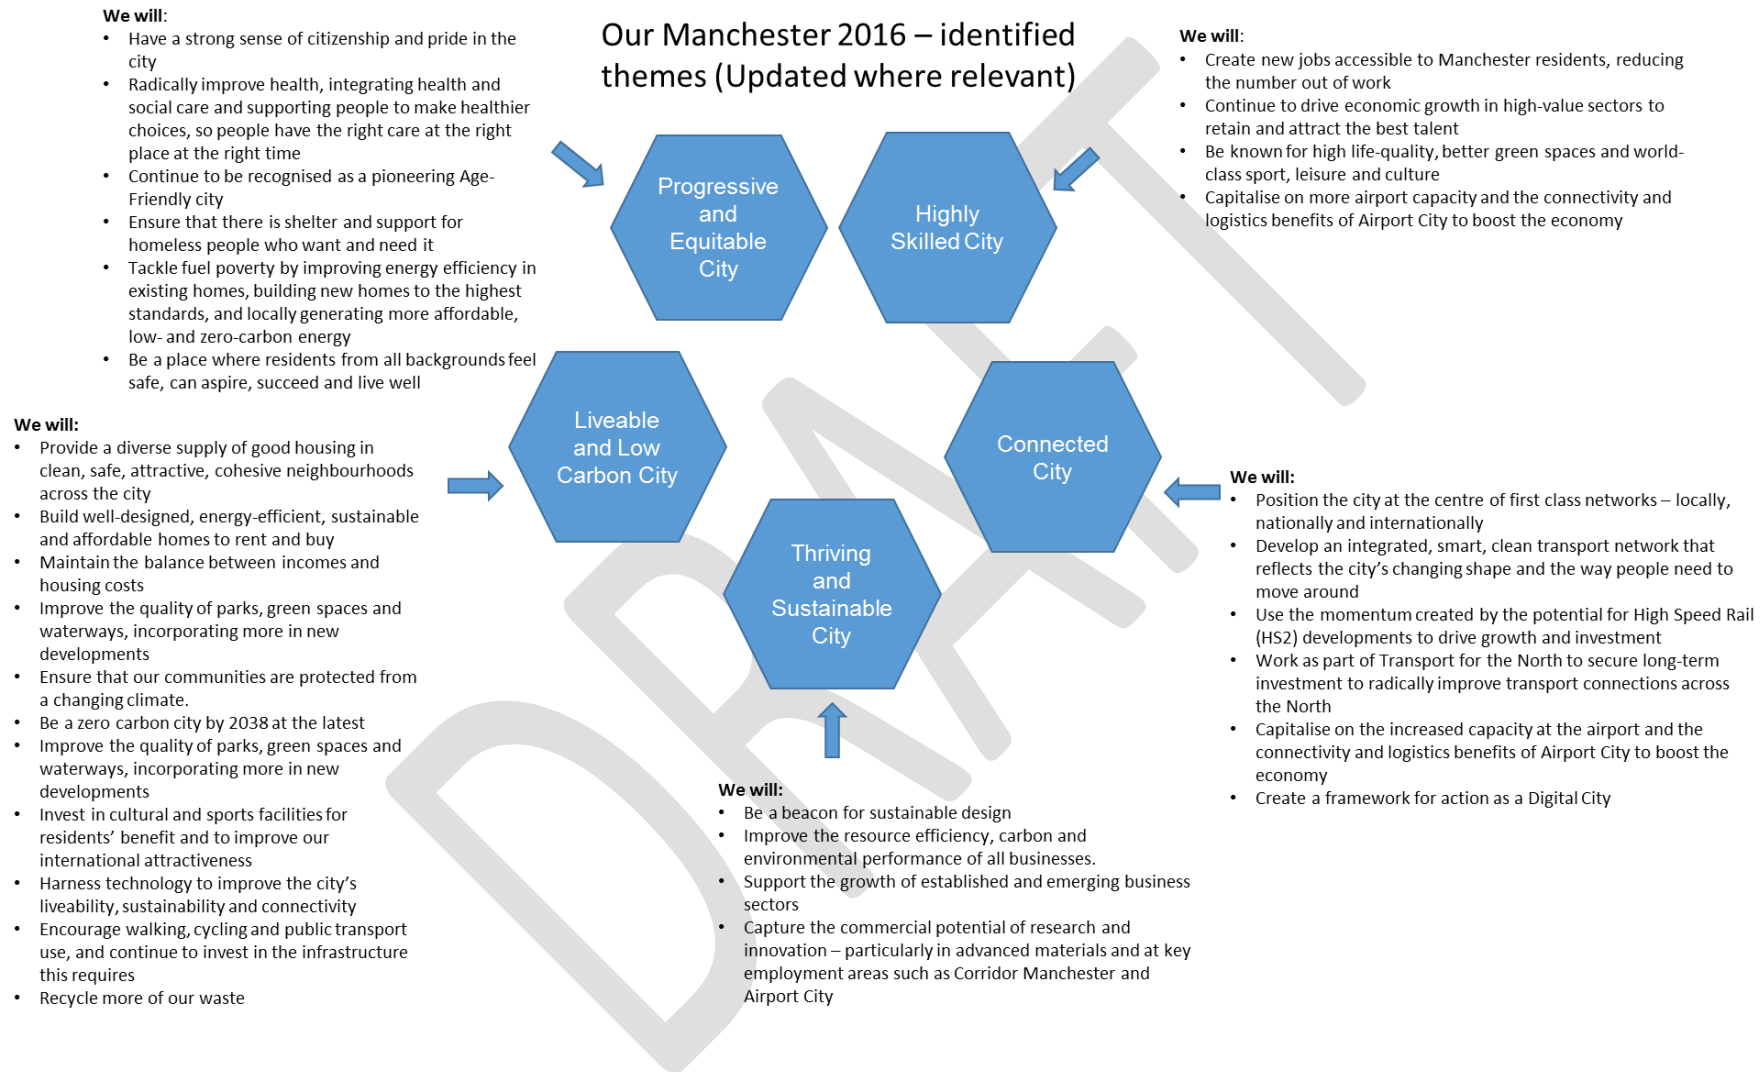 Our Manchester 2016 – identified
themes (Updated where relevant)
We will:
• Have a strong sense of citizenship and pride in the
city
• Radically improve health, integrating health and
social care and supporting people to make healthier
choices, so people have the right care at the right
place at the right time
• Continue to be recognised as a pioneering Age-
Friendly city
• Ensure that there is shelter and support for
homeless people who want and need it
• Tackle fuel poverty by improving energy efficiency in
existing homes, building new homes to the highest
standards, and locally generating more affordable,
low- and zero-carbon energy
• Be a place where residents from all backgrounds feel
safe, can aspire, succeed and live well
Progressive
and
Equitable
City
We will:
• Create new jobs accessible to Manchester residents, reducing
the number out of work
• Continue to drive economic growth in high-value sectors to
retain and attract the best talent
• Be known for high life-quality, better green spaces and world-
class sport, leisure and culture
• Capitalise on more airport capacity and the connectivity and
logistics benefits of Airport City to boost the economy
Highly
Skilled City
We will:
• Provide a diverse supply of good housing in
clean, safe, attractive, cohesive neighbourhoods
across the city
• Build well-designed, energy-efficient, sustainable
and affordable homes to rent and buy
• Maintain the balance between incomes and
housing costs
• Improve the quality of parks, green spaces and
waterways, incorporating more in new
developments
• Ensure that our communities are protected from
a changing climate.
• Be a zero carbon city by 2038 at the latest
• Improve the quality of parks, green spaces and
waterways, incorporating more in new
developments
• Invest in cultural and sports facilities for
residents’ benefit and to improve our
international attractiveness
• Harness technology to improve the city’s
liveability, sustainability and connectivity
• Encourage walking, cycling and public transport
use, and continue to invest in the infrastructure
this requires
• Recycle more of our waste
Liveable
and Low
Carbon City
Connected
City
We will:
• Position the city at the centre of first class networks – locally,
nationally and internationally
• Develop an integrated, smart, clean transport network that
reflects the city’s changing shape and the way people need to
move around
• Use the momentum created by the potential for High Speed Rail
(HS2) developments to drive growth and investment
• Work as part of Transport for the North to secure long-term
investment to radically improve transport connections across
the North
• Capitalise on the increased capacity at the airport and the
connectivity and logistics benefits of Airport City to boost the
economy
• Create a framework for action as a Digital City
Thriving
and
Sustainable
City
We will:
• Be a beacon for sustainable design
• Improve the resource efficiency, carbon and
environmental performance of all businesses.
• Support the growth of established and emerging business
sectors
• Capture the commercial potential of research and
innovation – particularly in advanced materials and at key
employment areas such as Corridor Manchester and
Airport City
DRAFT